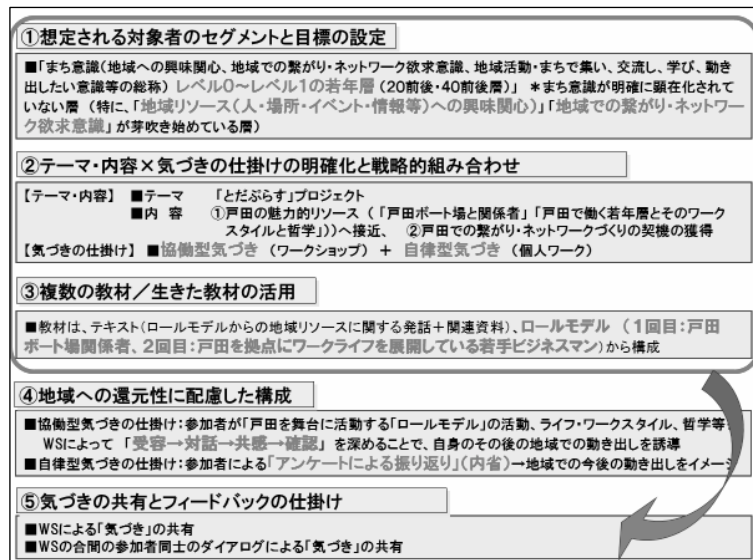 ①想定される対象者のセグメントと目標の設定
■「まち意識(地域への興味関心、地域での繋がり・ネットワーク欲求意識、地域活動・まちで集い、交流し、学び、動き
出したい意識等の総称) レベル0～レベル1の若年層 (20前後・40前後層)」 *まち意識が明確に顕在化されて
いない層 (特に、「地域リソース(人・場所・イベント・情報等)への興味関心」「地域での繋がり・ネットワー
ク欲求意識」が芽吹き始めている層)
②テーマ・内容×気づきの仕掛けの明確化と戦略的組み合わせ
【テーマ・内容】 ■テーマ 「とだぷらす」プロジェクト
■内 容 ①戸田の魅力的リソース (「戸田ボート場と関係者」「戸田で働く若年層とそのワーク
スタイルと哲学」))へ接近、 ②戸田での繋がり・ネットワークづくりの契機の獲得
【気づきの仕掛け】 ■協働型気づき (ワークショップ) + 自律型気づき (個人ワーク)
③複数の教材/生きた教材の活用
■教材は、テキスト(ロールモデルからの地域リソースに関する発話+関連資料)、ロールモデル (1回目:戸田
ボート場関係者、2回目:戸田を拠点にワークライフを展開している若手ビジネスマン)から構成
④地域への還元性に配慮した構成
■協働型気づきの仕掛け:参加者が「戸田を舞台に活動する「ロールモデル」の活動、ライフ・ワークスタイル、哲学等
WSによって 「受容→対話→共感→確認」 を深めることで、自身のその後の地域での動き出しを誘導
■自律型気づきの仕掛け:参加者による「アンケートによる振り返り」(内省)→地域での今後の動き出しをイメージ
⑤気づきの共有とフィードバックの仕掛け
■WSによる「気づき」の共有
■WSの合間の参加者同士のダイアログによる「気づき」の共有